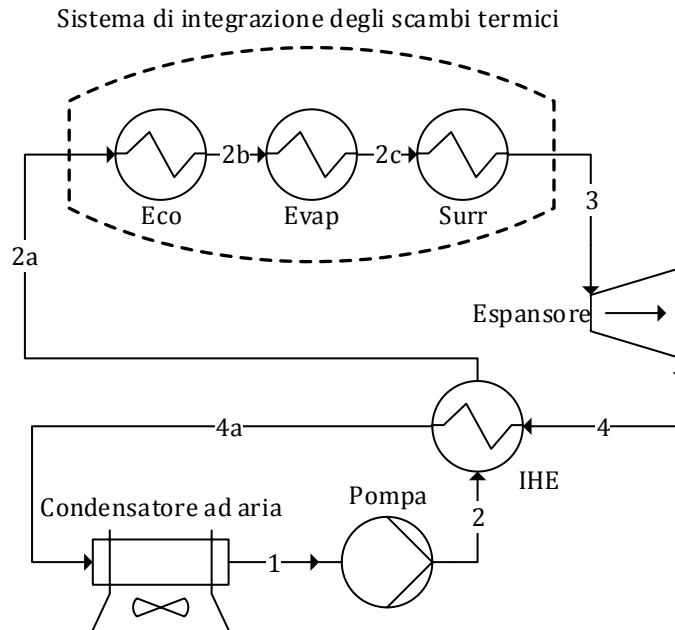 Sistema di integrazione degli scambi termici
2b
2c
Eco
Evap
Surr
3
2a
Espansore
4a
4
IHE
Pompa
2
Condensatore ad aria
1